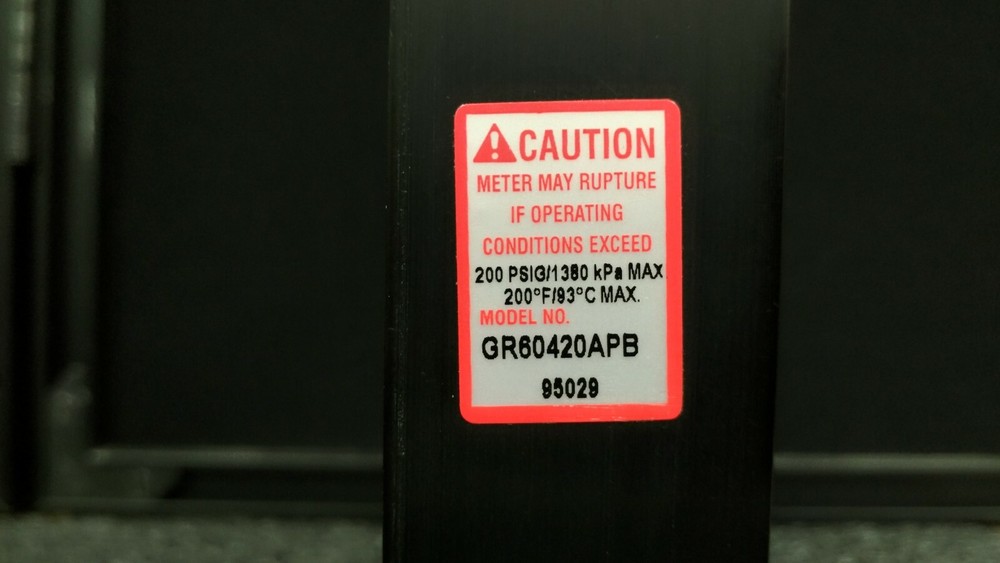 CAUTION
METER MAY RUPTURE
IF OPERATING
CONDITIONS EXCEED
200 PSIG/1380 kPa MAX
200°F/93°C MAX.
MODEL NO.
GR60420APB
95029